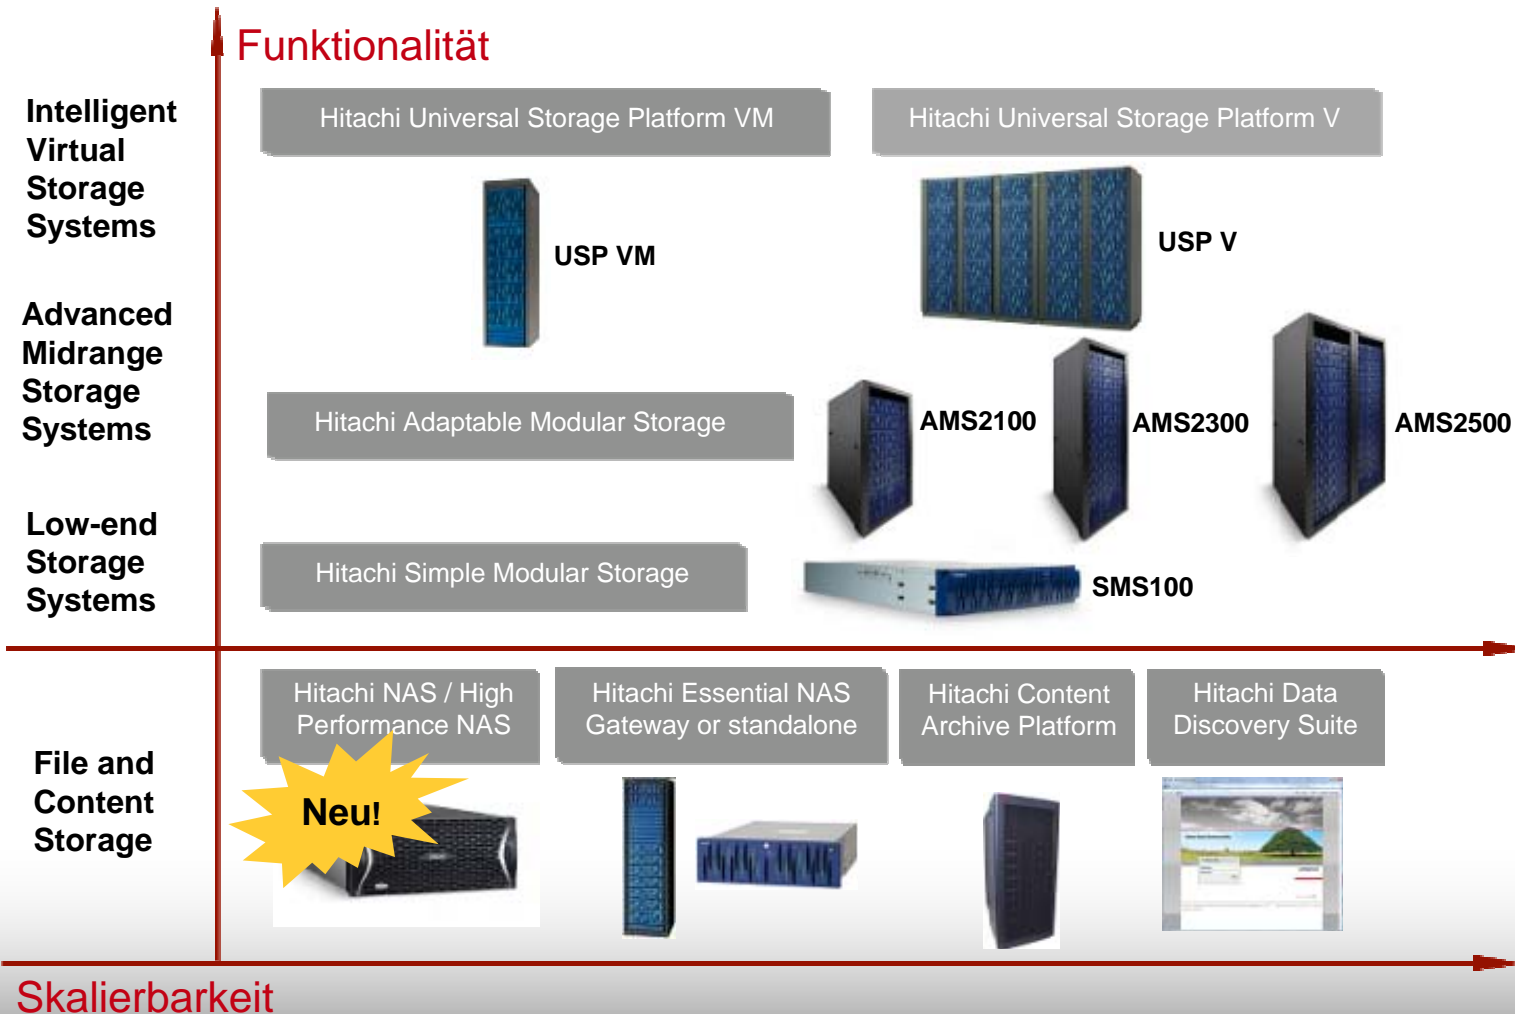 Funktionalität
Intelligent
Virtual
Storage
Systems
Hitachi Universal Storage Platform VM
Hitachi Universal Storage Platform V
USP VM
USP V
Advanced
Midrange
Storage
Systems
Hitachi Adaptable Modular Storage
AMS2100
AMS2300
AMS2500
Low-end
Storage
Systems
Hitachi Simple Modular Storage
SMS100
File and
Content
Storage
Hitachi NAS / High
Performance NAS
Neu!
Hitachi Essential NAS
Gateway or standalone
Hitachi Content
Archive Platform
Hitachi Data
Discovery Suite
Skalierbarkeit